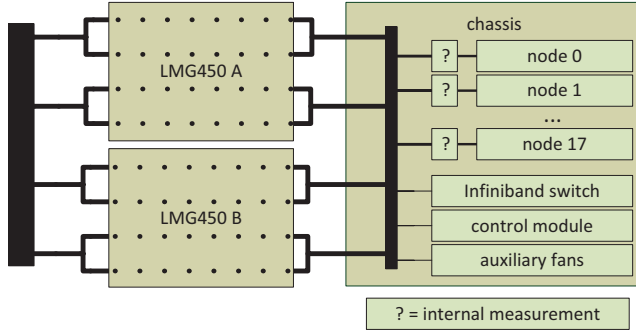 chassis
LMG450 A
? node 0
? node 1
...
? node 17
LMG450 B
Infiniband switch
control module
auxiliary fans
? = internal measurement